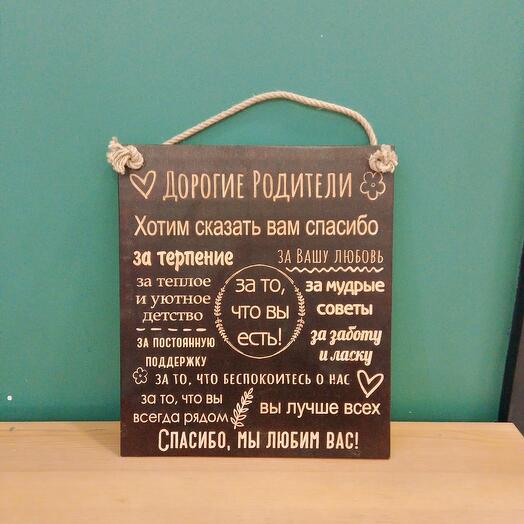 Дорогие Родители
Хотим сказать вам спасибо
за терпение
за Вашу любовь
за теплое
и уютное
детство
за то,
что вы
есть!
за мудрые
советы
за постоянную
поддержку
за заботу
и ласку
за то, что беспокоитесь о нас
за то, что вы
всегда рядом
вы лучше всех
Спасибо, мы любим вас!